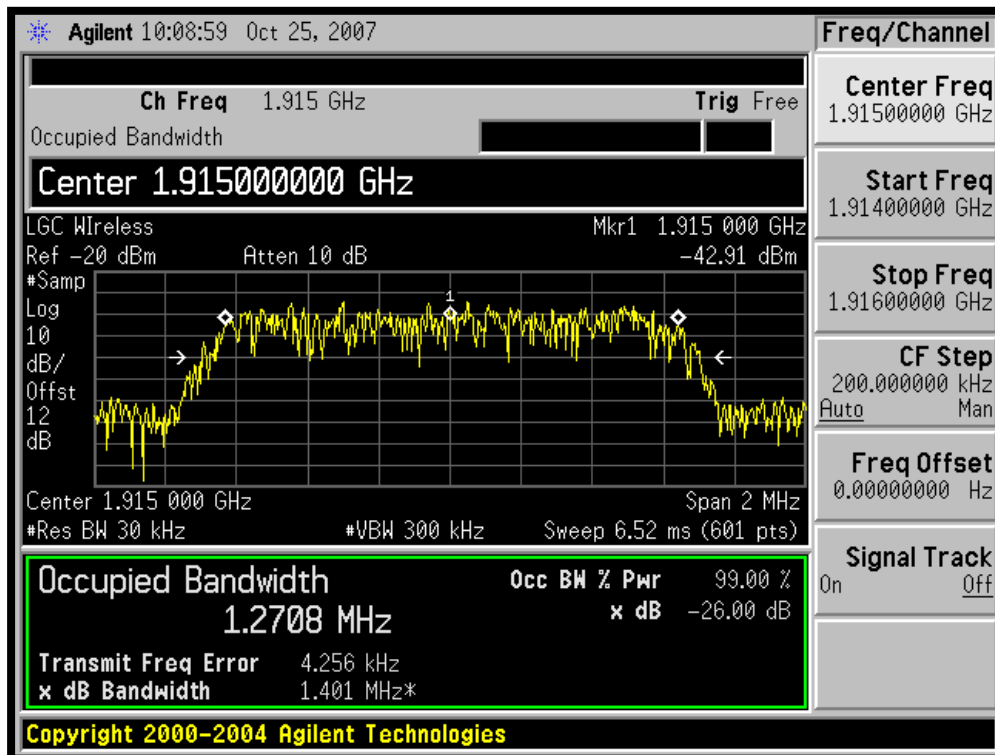 Agilent 10:08:59 Oct 25, 2007
Freq/Channel
Ch Freq 1.915 GHz Trig Free
Occupied Bandwidth
Center 1.915000000 GHz
LGC WIreless Mkr1 1.915 000 GHz
Ref -20 dBm Atten 10 dB -42.91 dBm
#Samp
Log
10
dB/
Offst
12
dB
1
Center 1.915 000 GHz Span 2 MHz
#Res BW 30 kHz #VBW 300 kHz Sweep 6.52 ms (601 pts)
Occupied Bandwidth Occ BW % Pwr 99.00 %
1.2708 MHz x dB -26.00 dB
Transmit Freq Error 4.256 kHz
x dB Bandwidth 1.401 MHz*
Center Freq
1.91500000 GHz
Start Freq
1.91400000 GHz
Stop Freq
1.91600000 GHz
CF Step
200.000000 kHz
Auto Man
Freq Offset
0.00000000 Hz
Signal Track
On Off
Copyright 2000-2004 Agilent Technologies